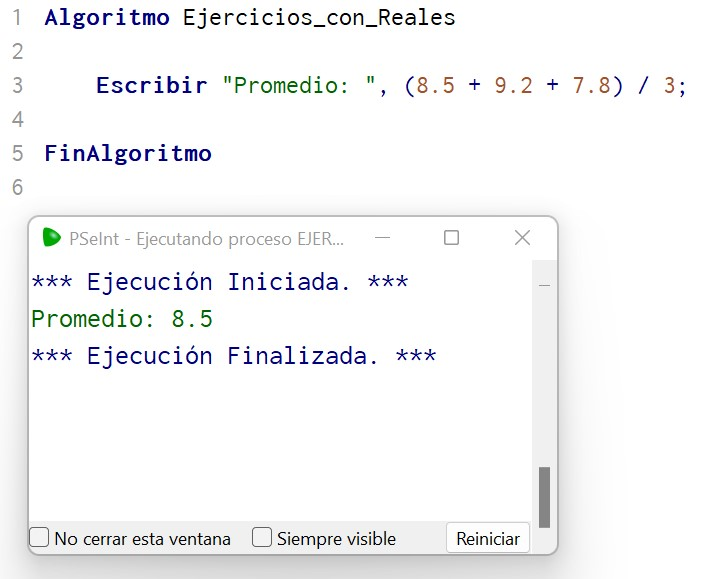 1 Algoritmo Ejercicios_con_Reales
2
3 Escribir "Promedio: ", (8.5 + 9.2 + 7.8) / 3;
4
5 FinAlgoritmo
6
PSeInt - Ejecutando proceso EJER...
*** Ejecución Iniciada. ***
Promedio: 8.5
*** Ejecución Finalizada. ***
No cerrar esta ventana Siempre visible Reiniciar